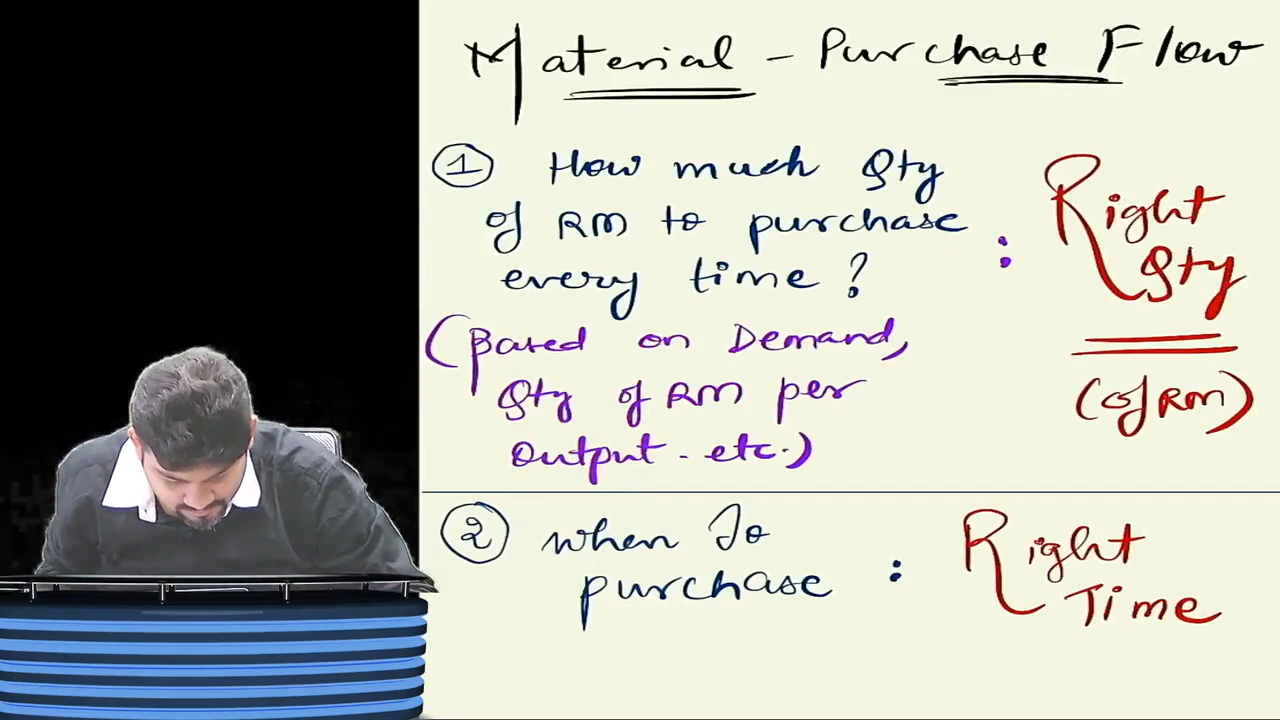 Material - Purchase Flow
① How much Qty
of RM to purchase
every time ?
: Right
Qty
(of RM)
(Based on Demand,
Qty of RM per
Output. etc.)
② When To
purchase
: Right
Time